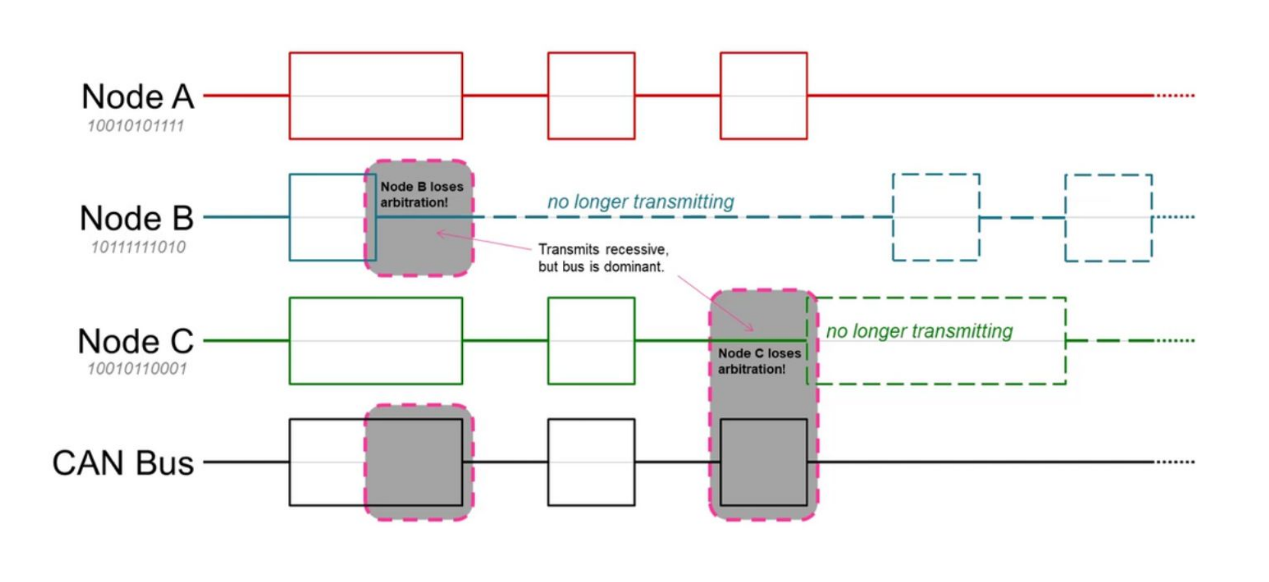 Node A
10010101111
Node B loses
arbitration!
no longer transmitting
Node B
10111111010
Transmits recessive,
but bus is dominant.
no longer transmitting
Node C
10010110001
Node C loses
arbitration!
CAN Bus